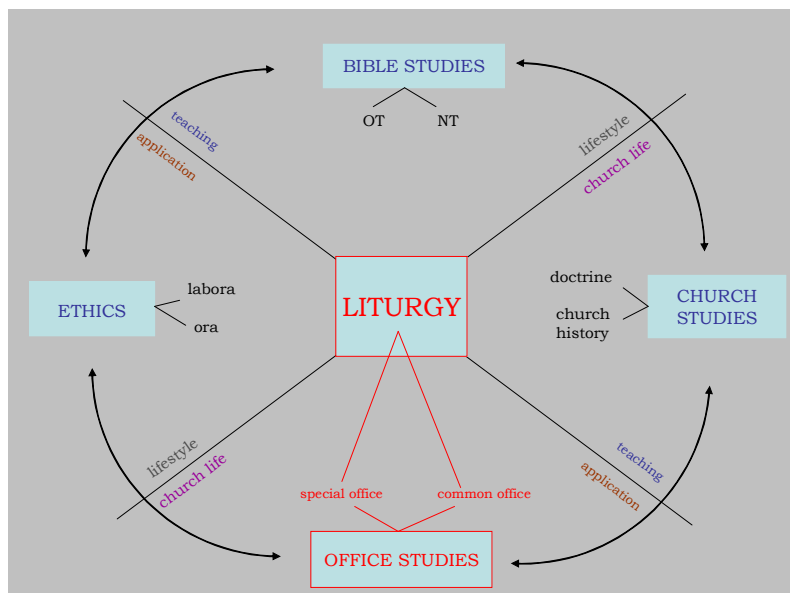 BIBLE STUDIES
OT
NT
teaching
application
lifestyle
church life
labora
ETHICS
ora
LITURGY
doctrine
church
history
CHURCH
STUDIES
lifestyle
church life
teaching
application
special office
common office
OFFICE STUDIES